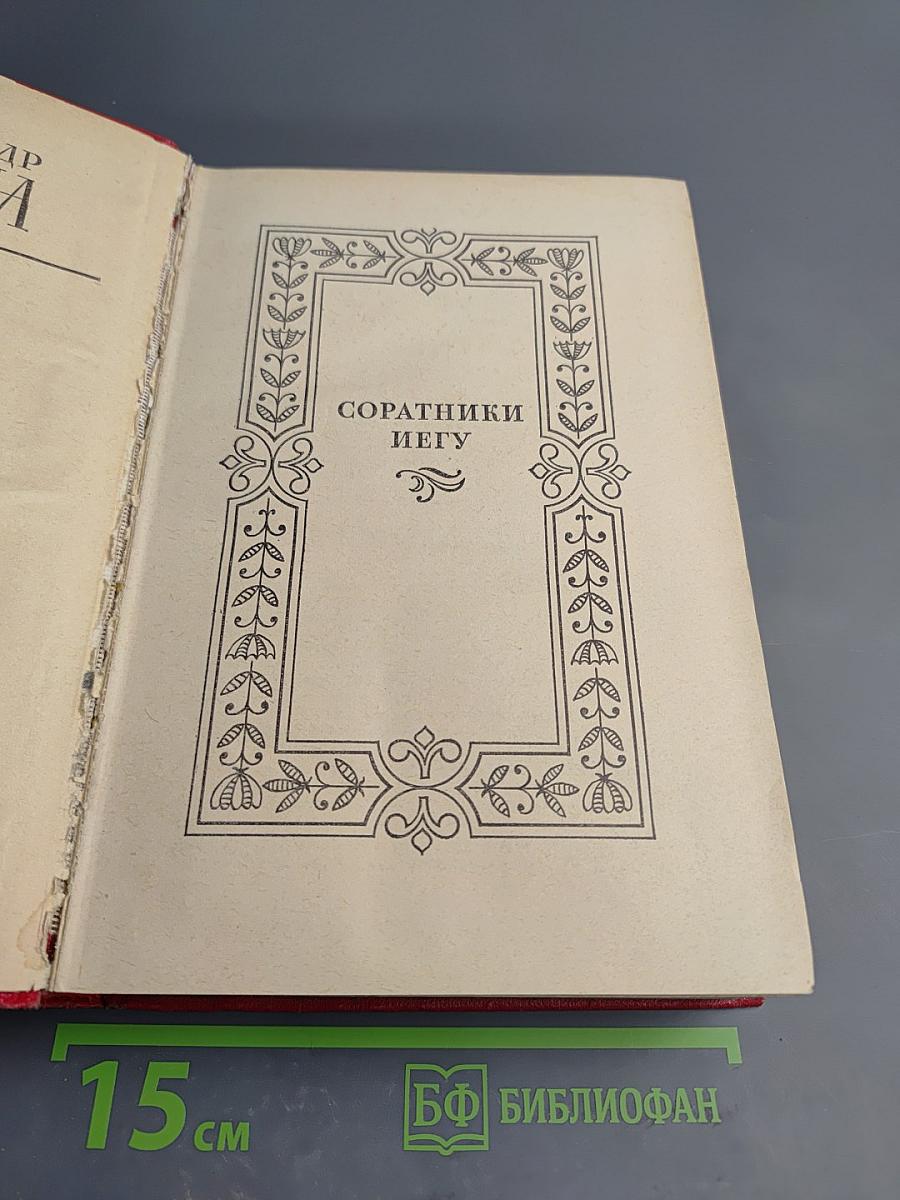 ДР
А
СОРАТНИКИ
ИЕГУ
15 см
БФ БИБЛИОФАН